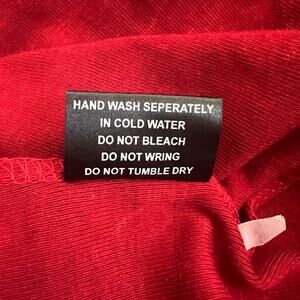 HAND WASH SEPERATELY
IN COLD WATER
DO NOT BLEACH
DO NOT WRING
DO NOT TUMBLE DRY